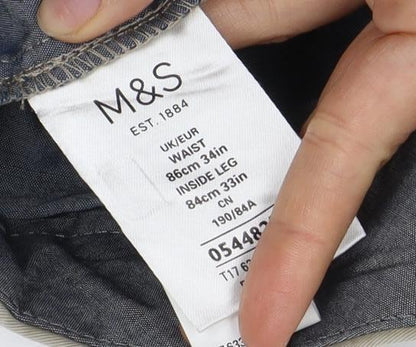 M&S
EST. 1884
UK/EUR
WAIST
86cm 34in
INSIDE LEG
84cm 33in
CN
190/84A